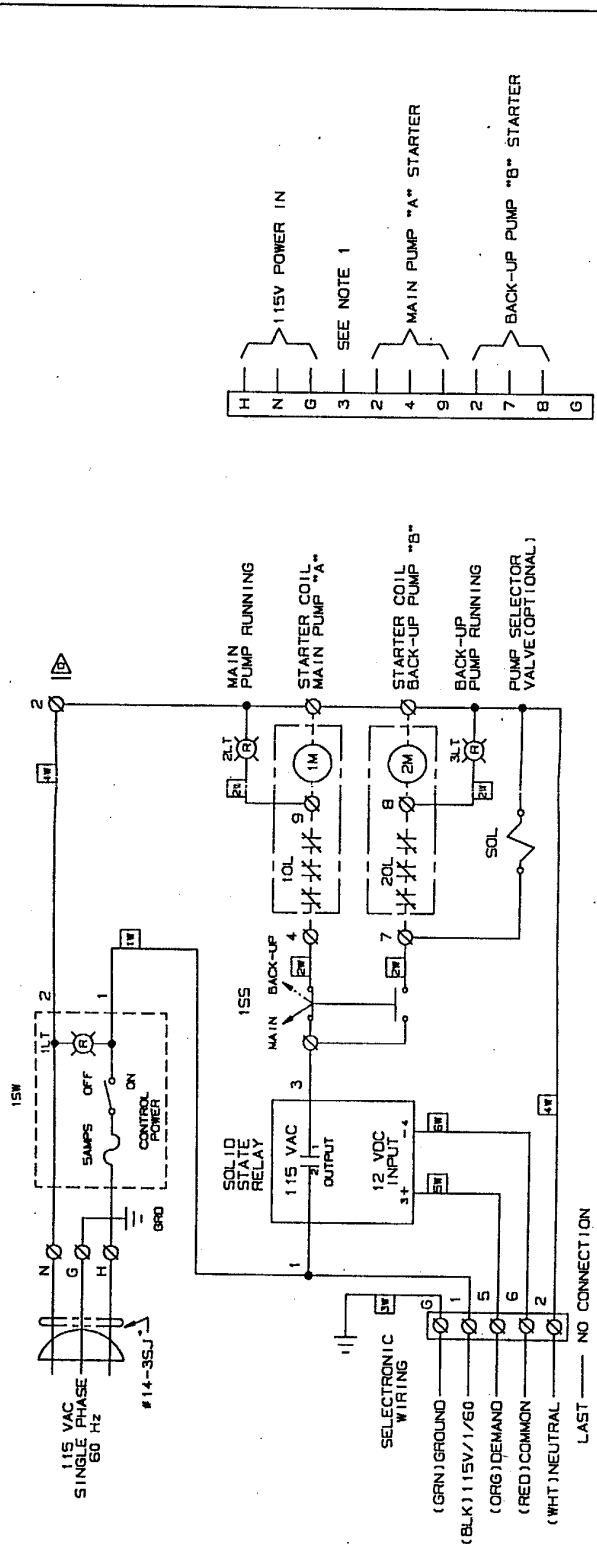 115 VAC
SINGLE PHASE
60 Hz
#14-3SJ
N
G
H
GRD
1SW
5AMPS
OFF
ON
CONTROL
POWER
1LT
R
2
1
1W
4W
2
SOLID
STATE
RELAY
115 VAC
2
1
OUTPUT
12 VDC
INPUT
3+
-4
5W
6W
1
3
1SS
MAIN
BACK-UP
2W
4
1OL
9
1M
2W
2LT
R
MAIN
PUMP RUNNING
STARTER COIL
MAIN PUMP "A"
2W
7
2OL
8
2M
STARTER COIL
BACK-UP PUMP "B"
2W
3LT
R
BACK-UP
PUMP RUNNING
SOL
PUMP SELECTOR
VALVE(OPTIONAL)
4W
3W
SELECTRONIC
WIRING
(GRN)GROUND
G
(BLK)115V/1/60
1
(ORG)DEMAND
5
(RED)COMMON
6
(WHT)NEUTRAL
2
LAST
NO CONNECTION
H
N
G
115V POWER IN
3
SEE NOTE 1
2
4
9
MAIN PUMP "A" STARTER
2
7
8
BACK-UP PUMP "B" STARTER
G